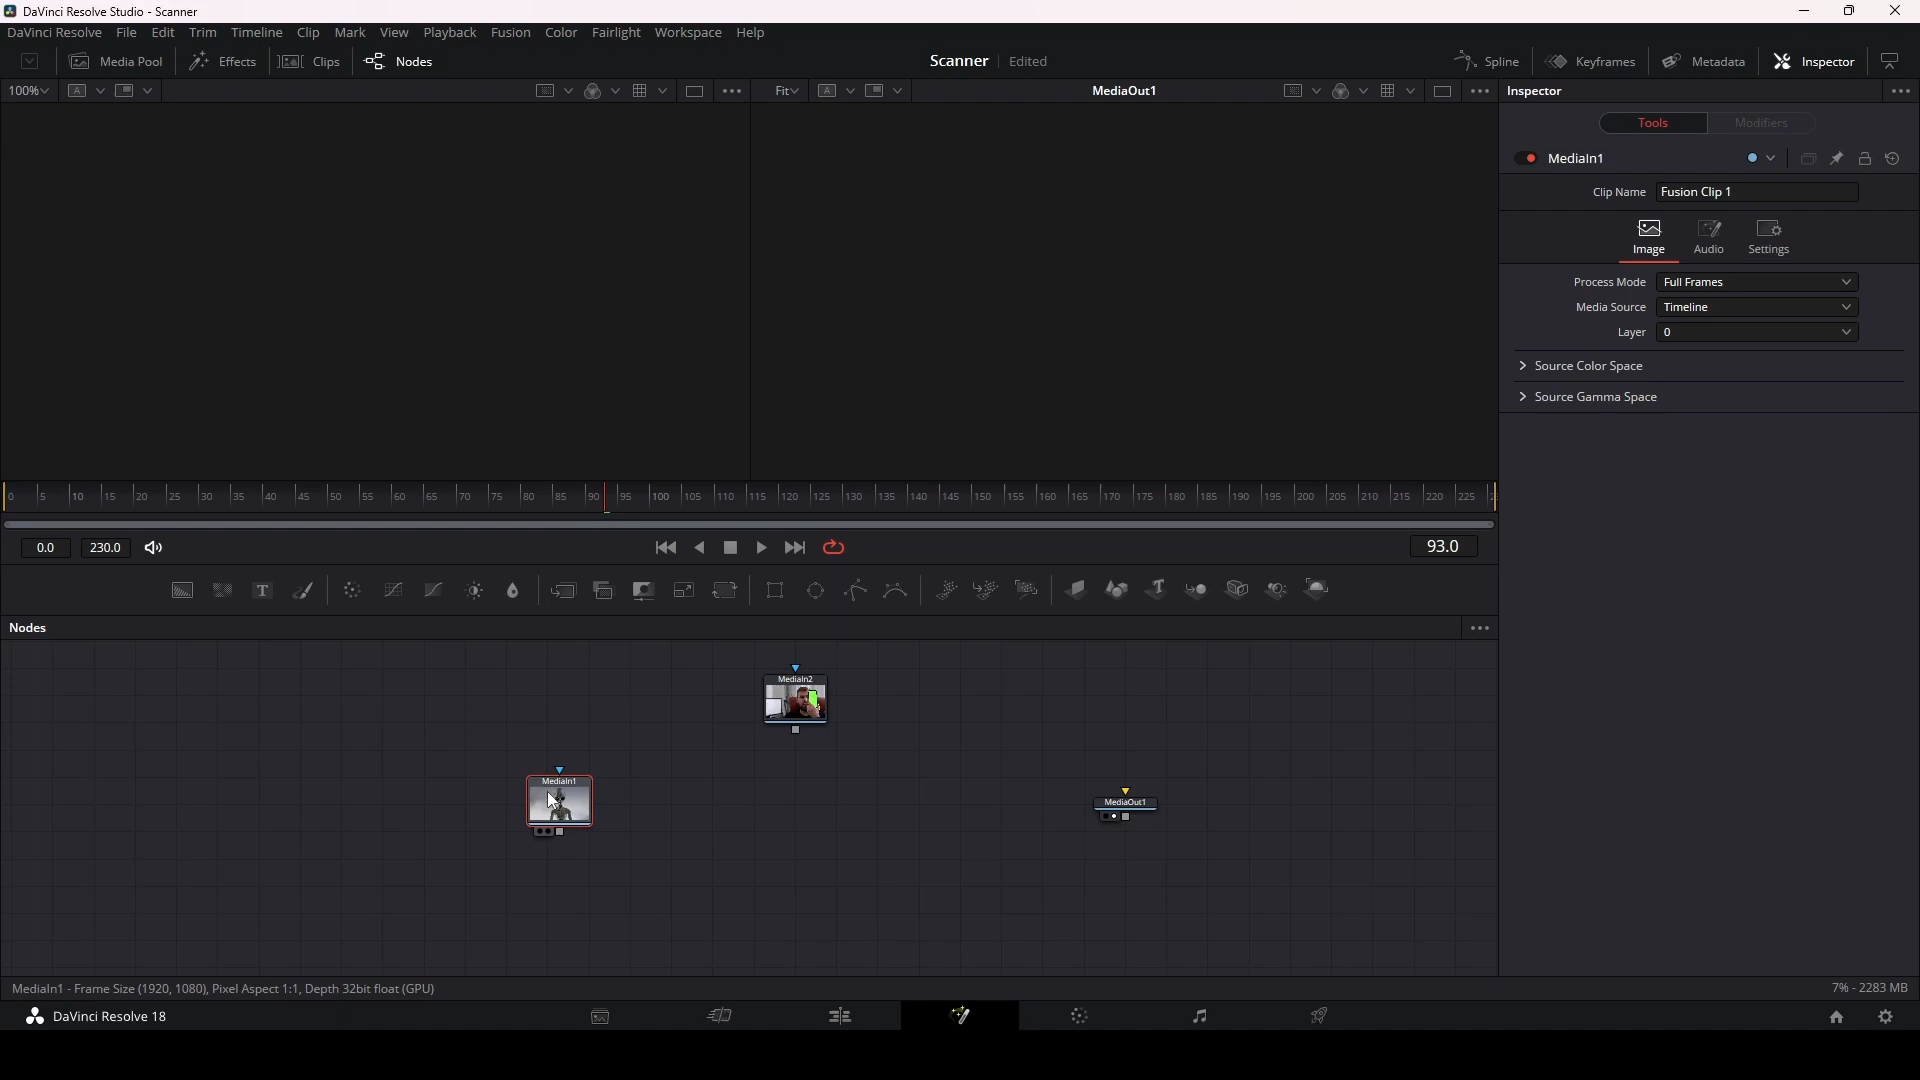 DaVinci Resolve Studio - Scanner
DaVinci Resolve File Edit Trim Timeline Clip Mark View Playback Fusion Color Fairlight Workspace Help
Media Pool Effects Clips Nodes Scanner Edited Spline Keyframes Metadata Inspector
100% A Fit A MediaOut1 Inspector
Tools Modifiers
MediaIn1
Clip Name Fusion Clip 1
Image Audio Settings
Process Mode Full Frames
Media Source Timeline
Layer 0
Source Color Space
Source Gamma Space
0 5 10 15 20 25 30 35 40 45 50 55 60 65 70 75 80 85 90 95 100 105 110 115 120 125 130 135 140 145 150 155 160 165 170 175 180 185 190 195 200 205 210 215 220 225
0.0 230.0 93.0
T
Nodes
MediaIn2
MediaIn1
MediaOut1
MediaIn1 - Frame Size (1920, 1080), Pixel Aspect 1:1, Depth 32bit float (GPU) 7% - 2283 MB
DaVinci Resolve 18